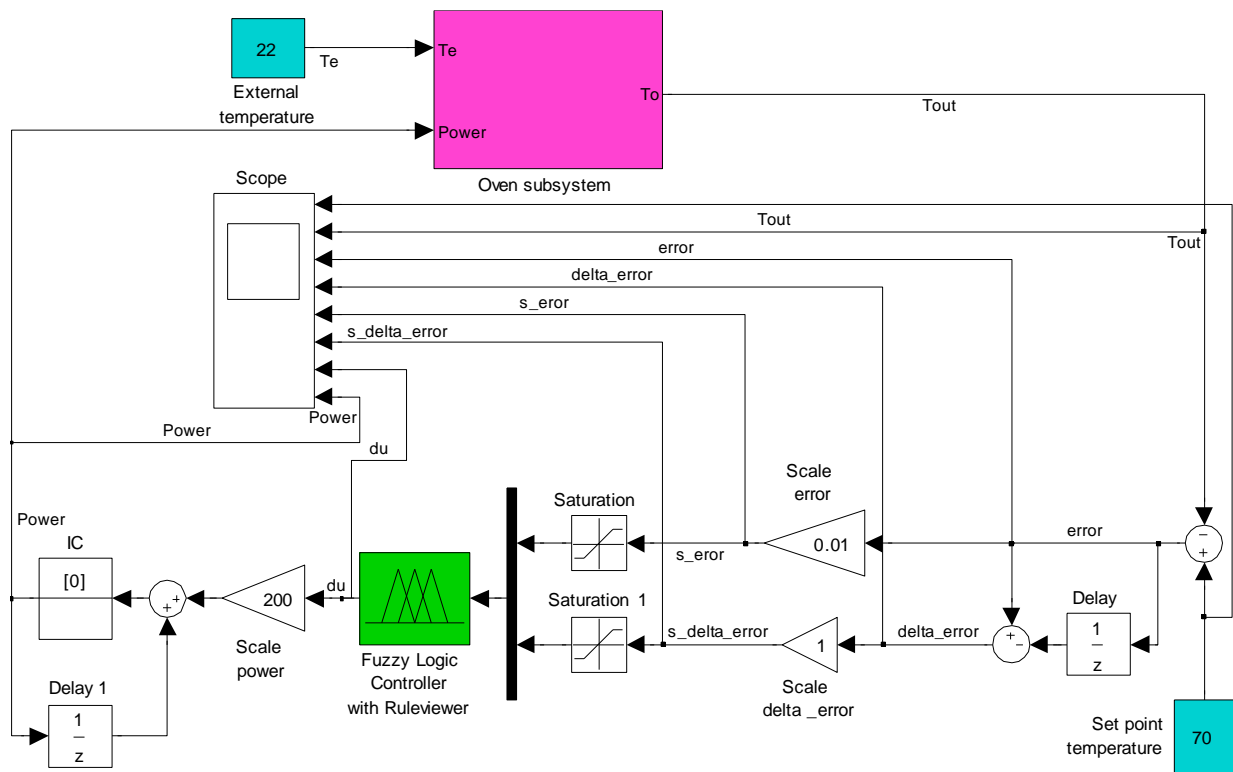 22
Te
External
temperature
Te
Power
To
Oven subsystem
Tout
Scope
Tout
Tout
error
delta_error
s_eror
s_delta_error
Power
Power
du
Power
IC
[0]
+
+
200
Scale
power
du
Delay 1
1
z
Fuzzy Logic
Controller
with Ruleviewer
Saturation
Saturation 1
s_eror
s_delta_error
Scale
error
0.01
1
Scale
delta _error
error
delta_error
+
−
Delay
1
z
−
+
Set point
temperature
70